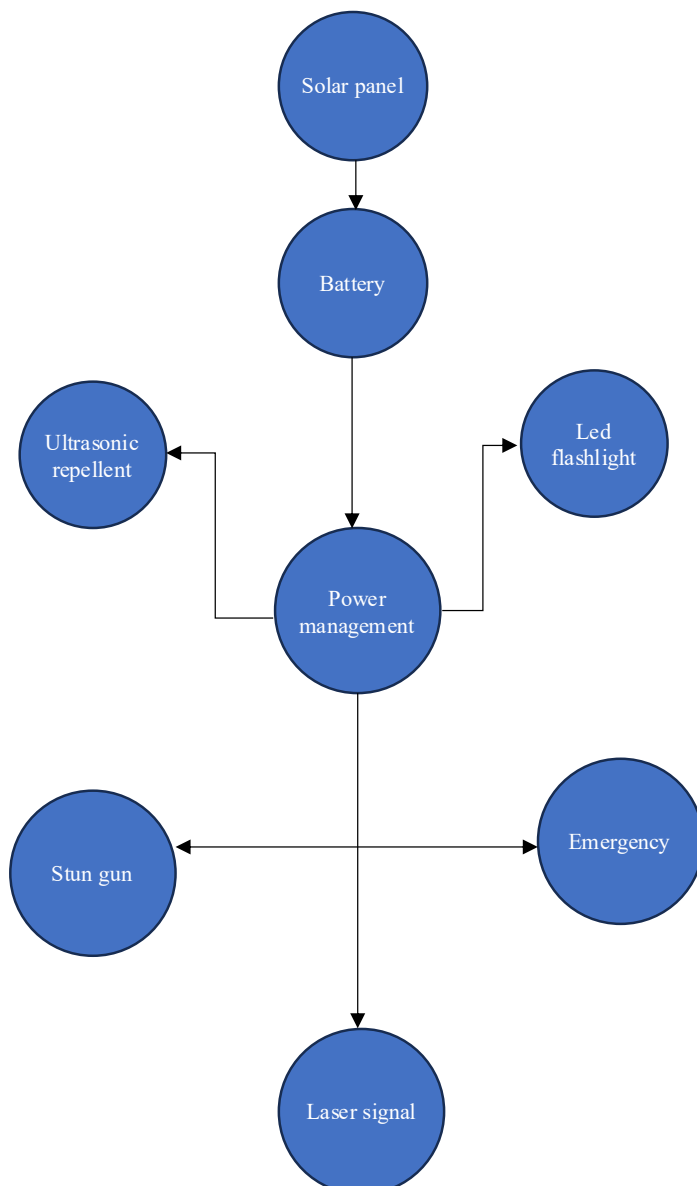 Solar panel
Battery
Ultrasonic
repellent
Led
flashlight
Power
management
Stun gun
Emergency
Laser signal